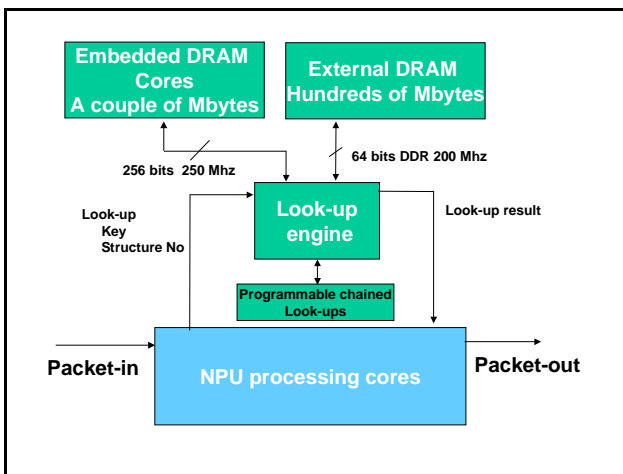 Embedded DRAM
Cores
A couple of Mbytes
External DRAM
Hundreds of Mbytes
256 bits 250 Mhz
64 bits DDR 200 Mhz
Look-up
Key
Structure No
Look-up
engine
Look-up result
Programmable chained
Look-ups
Packet-in
NPU processing cores
Packet-out